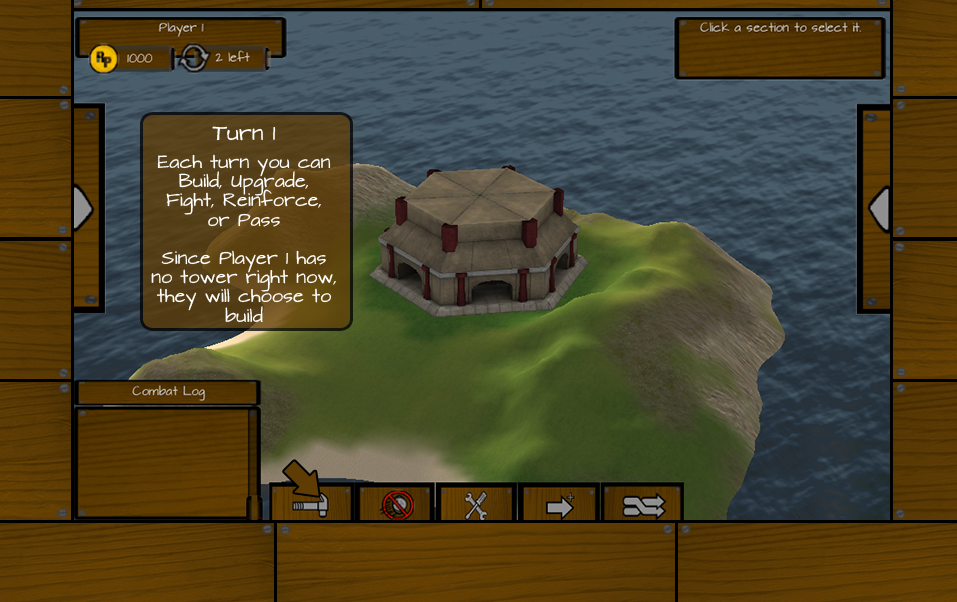 Player 1
RP 1000
2 left
Click a section to select it.
Turn 1
Each turn you can
Build, Upgrade,
Fight, Reinforce,
or Pass
Since Player 1 has
no tower right now,
they will choose to
build
Combat Log